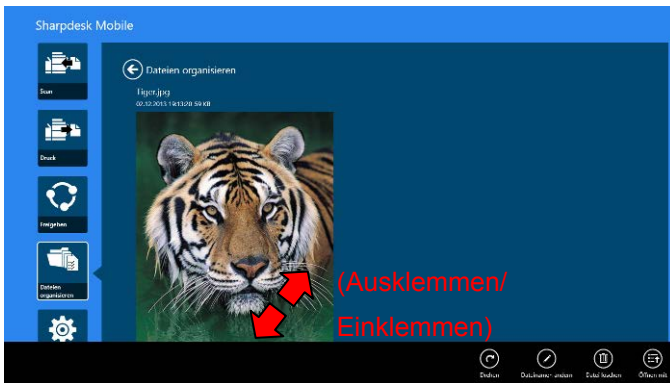 Sharpdesk Mobile
Scan
Dateien organisieren
Tiger.jpg
Druck
Freigeben
Dateien
organisieren
(Ausklemmen/
Einklemmen)
Drehen
Dateinamen ändern
Datei löschen
Öffnen mit